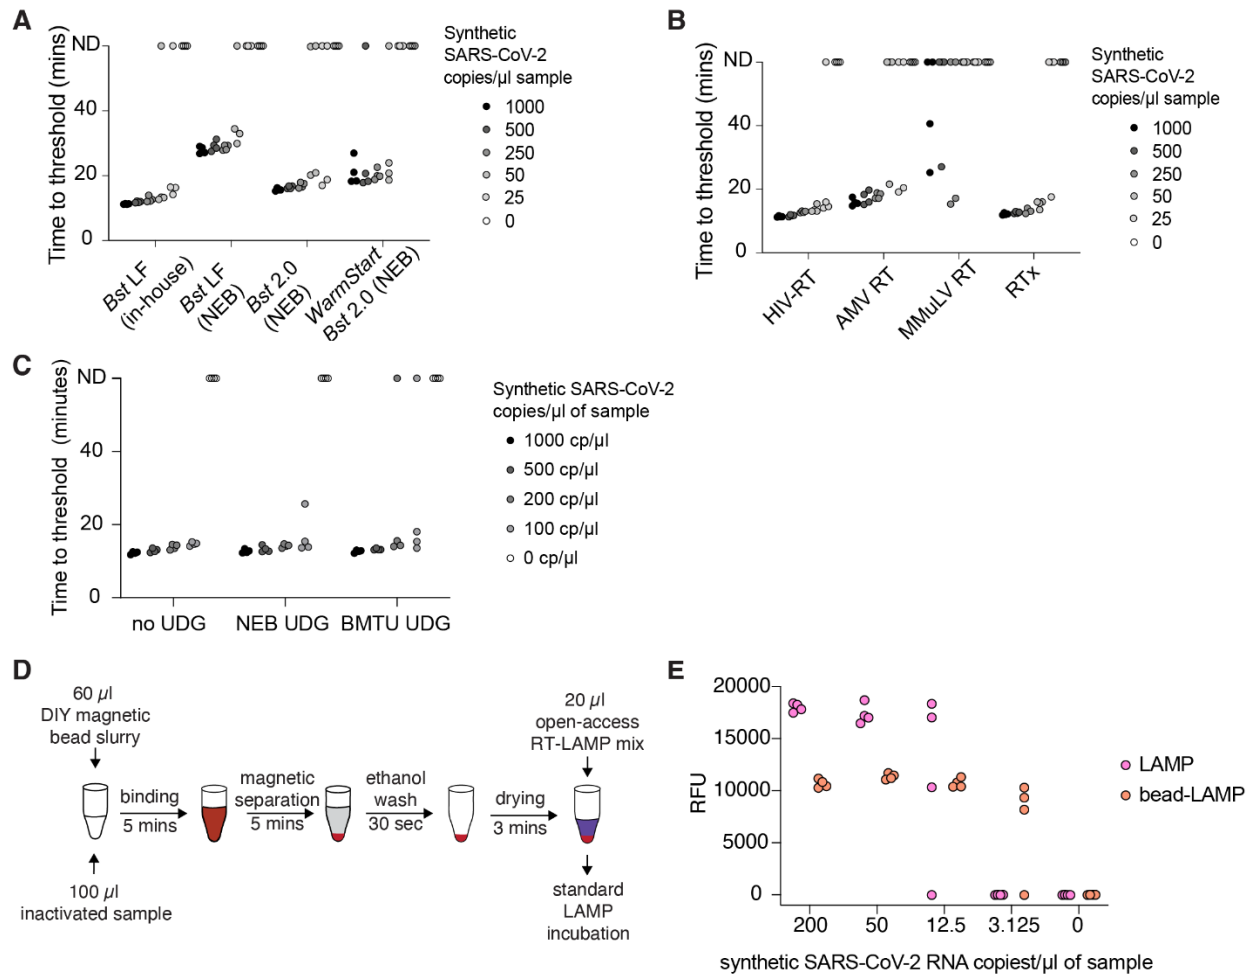 A
Time to threshold (mins)
ND
40
20
0
Bst LF
(in-house)
Bst LF
(NEB)
Bst 2.0
(NEB)
WarmStart
Bst 2.0 (NEB)
Synthetic
SARS-CoV-2
copies/µl sample
1000
500
250
50
25
0
B
Time to threshold (mins)
ND
60
40
20
0
HIV-RT
AMV RT
MMuLV RT
RTx
Synthetic
SARS-CoV-2
copies/µl sample
1000
500
250
50
25
0
C
Time to threshold (minutes)
ND
40
20
0
no UDG
NEB UDG
BMTU UDG
Synthetic SARS-CoV-2
copies/µl of sample
1000 cp/µl
500 cp/µl
200 cp/µl
100 cp/µl
0 cp/µl
D
60 µl
DIY magnetic
bead slurry
100 µl
inactivated sample
binding
5 mins
magnetic
separation
5 mins
ethanol
wash
30 sec
drying
3 mins
20 µl
open-access
RT-LAMP mix
standard
LAMP
incubation
E
RFU
20000
15000
10000
5000
0
200
50
12.5
3.125
0
synthetic SARS-CoV-2 RNA copiest/µl of sample
LAMP
bead-LAMP